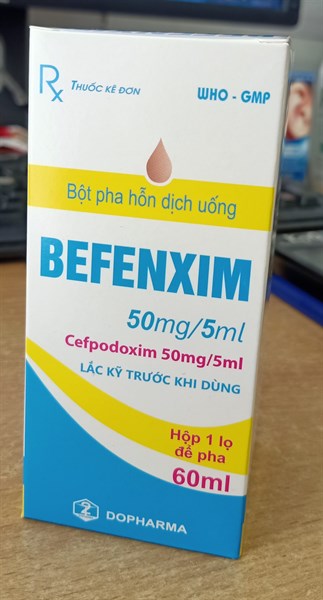 Rx THUỐC KÊ ĐƠN
WHO - GMP
Bột pha hỗn dịch uống
BEFENXIM
50mg/5ml
Cefpodoxim 50mg/5ml
LẮC KỸ TRƯỚC KHI DÙNG
Hộp 1 lọ
để pha
60ml
2 DOPHARMA